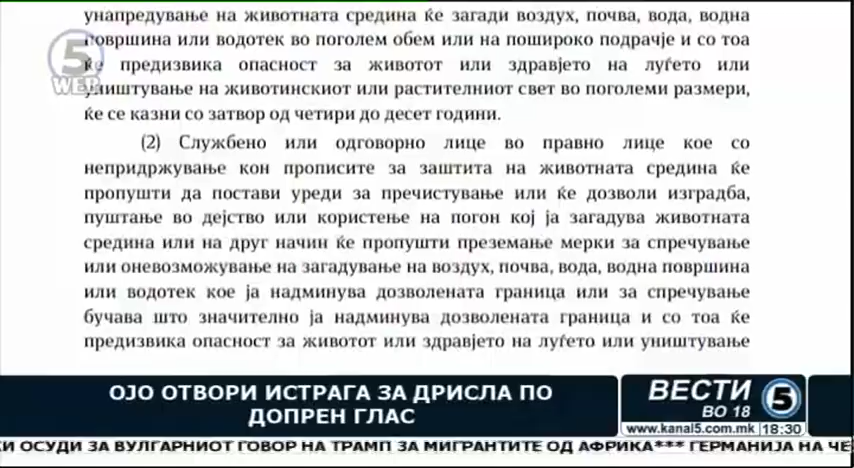 унапредување на животната средина ќе загади воздух, почва, вода, водна
површина или водотек во поголем обем или на пошироко подрачје и со тоа
ќе предизвика опасност за животот или здравјето на луѓето или
уништување на животинскиот или растителниот свет во поголеми размери,
ќе се казни со затвор од четири до десет години.
(2) Службено или одговорно лице во правно лице кое со
непридржување кон прописите за заштита на животната средина ќе
пропушти да постави уреди за пречистување или ќе дозволи изградба,
пуштање во дејство или користење на погон кој ја загадува животната
средина или на друг начин ќе пропушти преземање мерки за спречување
или оневозможување на загадување на воздух, почва, вода, водна површина
или водотек кое ја надминува дозволената граница или за спречување
бучава што значително ја надминува дозволената граница и со тоа ќе
предизвика опасност за животот или здравјето на луѓето или уништување
5
WEB
ОЈО ОТВОРИ ИСТРАГА ЗА ДРИСЛА ПО
ДОПРЕН ГЛАС
ВЕСТИ 5
ВО 18
www.kanal5.com.mk 18:30
КИ ОСУДИ ЗА ВУЛГАРНИОТ ГОВОР НА ТРАМП ЗА МИГРАНТИТЕ ОД АФРИКА*** ГЕРМАНИЈА НА ЧЕ